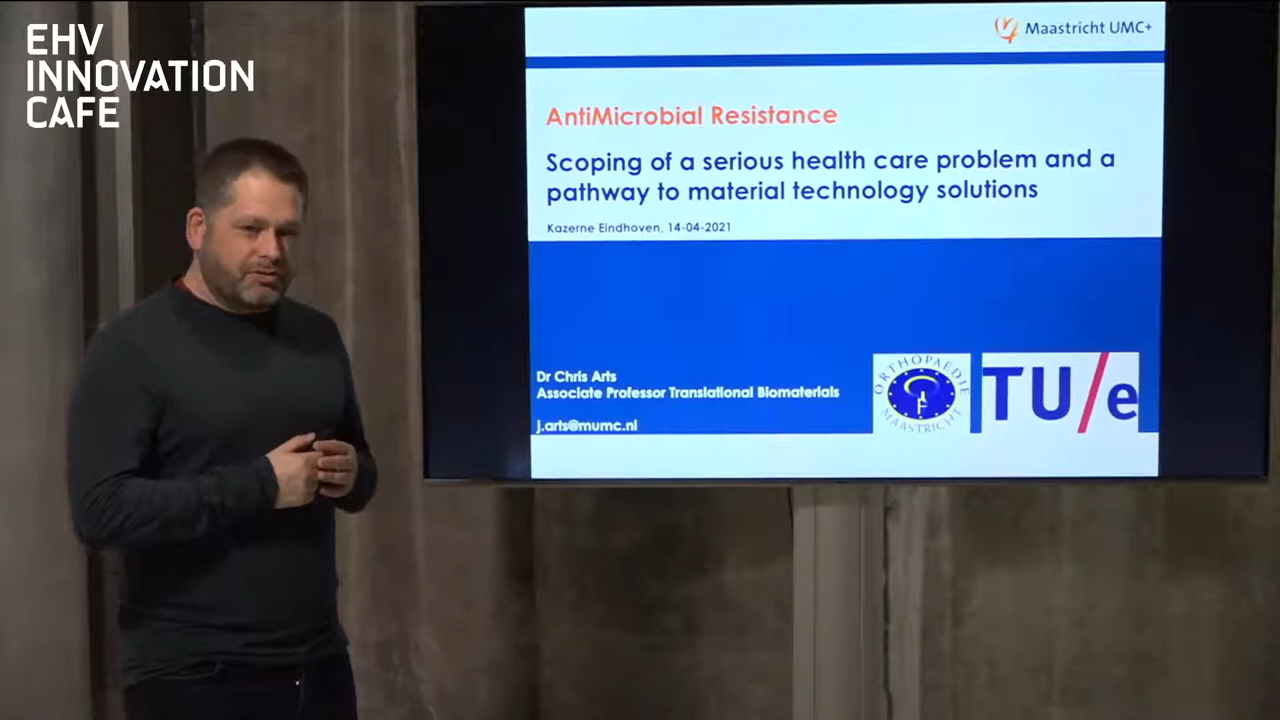 EHV
INNOVATION
CAFE
Maastricht UMC+
AntiMicrobial Resistance
Scoping of a serious health care problem and a
pathway to material technology solutions
Kazerne Eindhoven, 14-04-2021
Dr Chris Arts
Associate Professor Translational Biomaterials
j.arts@mumc.nl
ORTHOPAEDIE
MAASTRICHT
TU/e